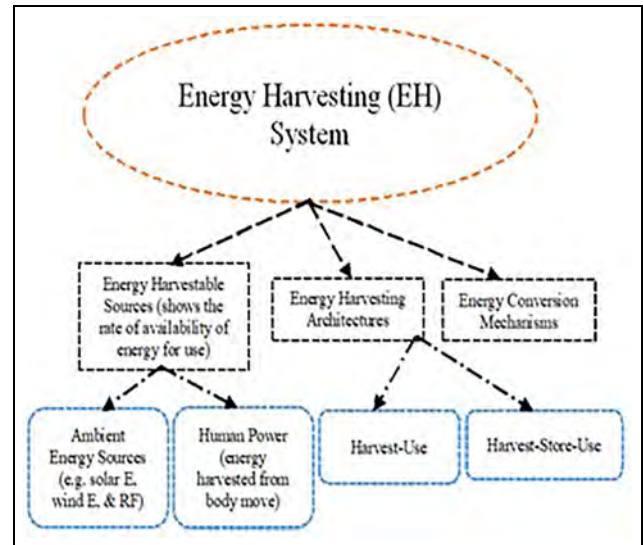 Energy Harvesting (EH)
System
Energy Harvestable
Sources (shows the
rate of availability of
energy for use)
Energy Harvesting
Architectures
Energy Conversion
Mechanisms
Ambient
Energy Sources
(e.g. solar E,
wind E, & RF)
Human Power
(energy
harvested from
body move)
Harvest-Use
Harvest-Store-Use